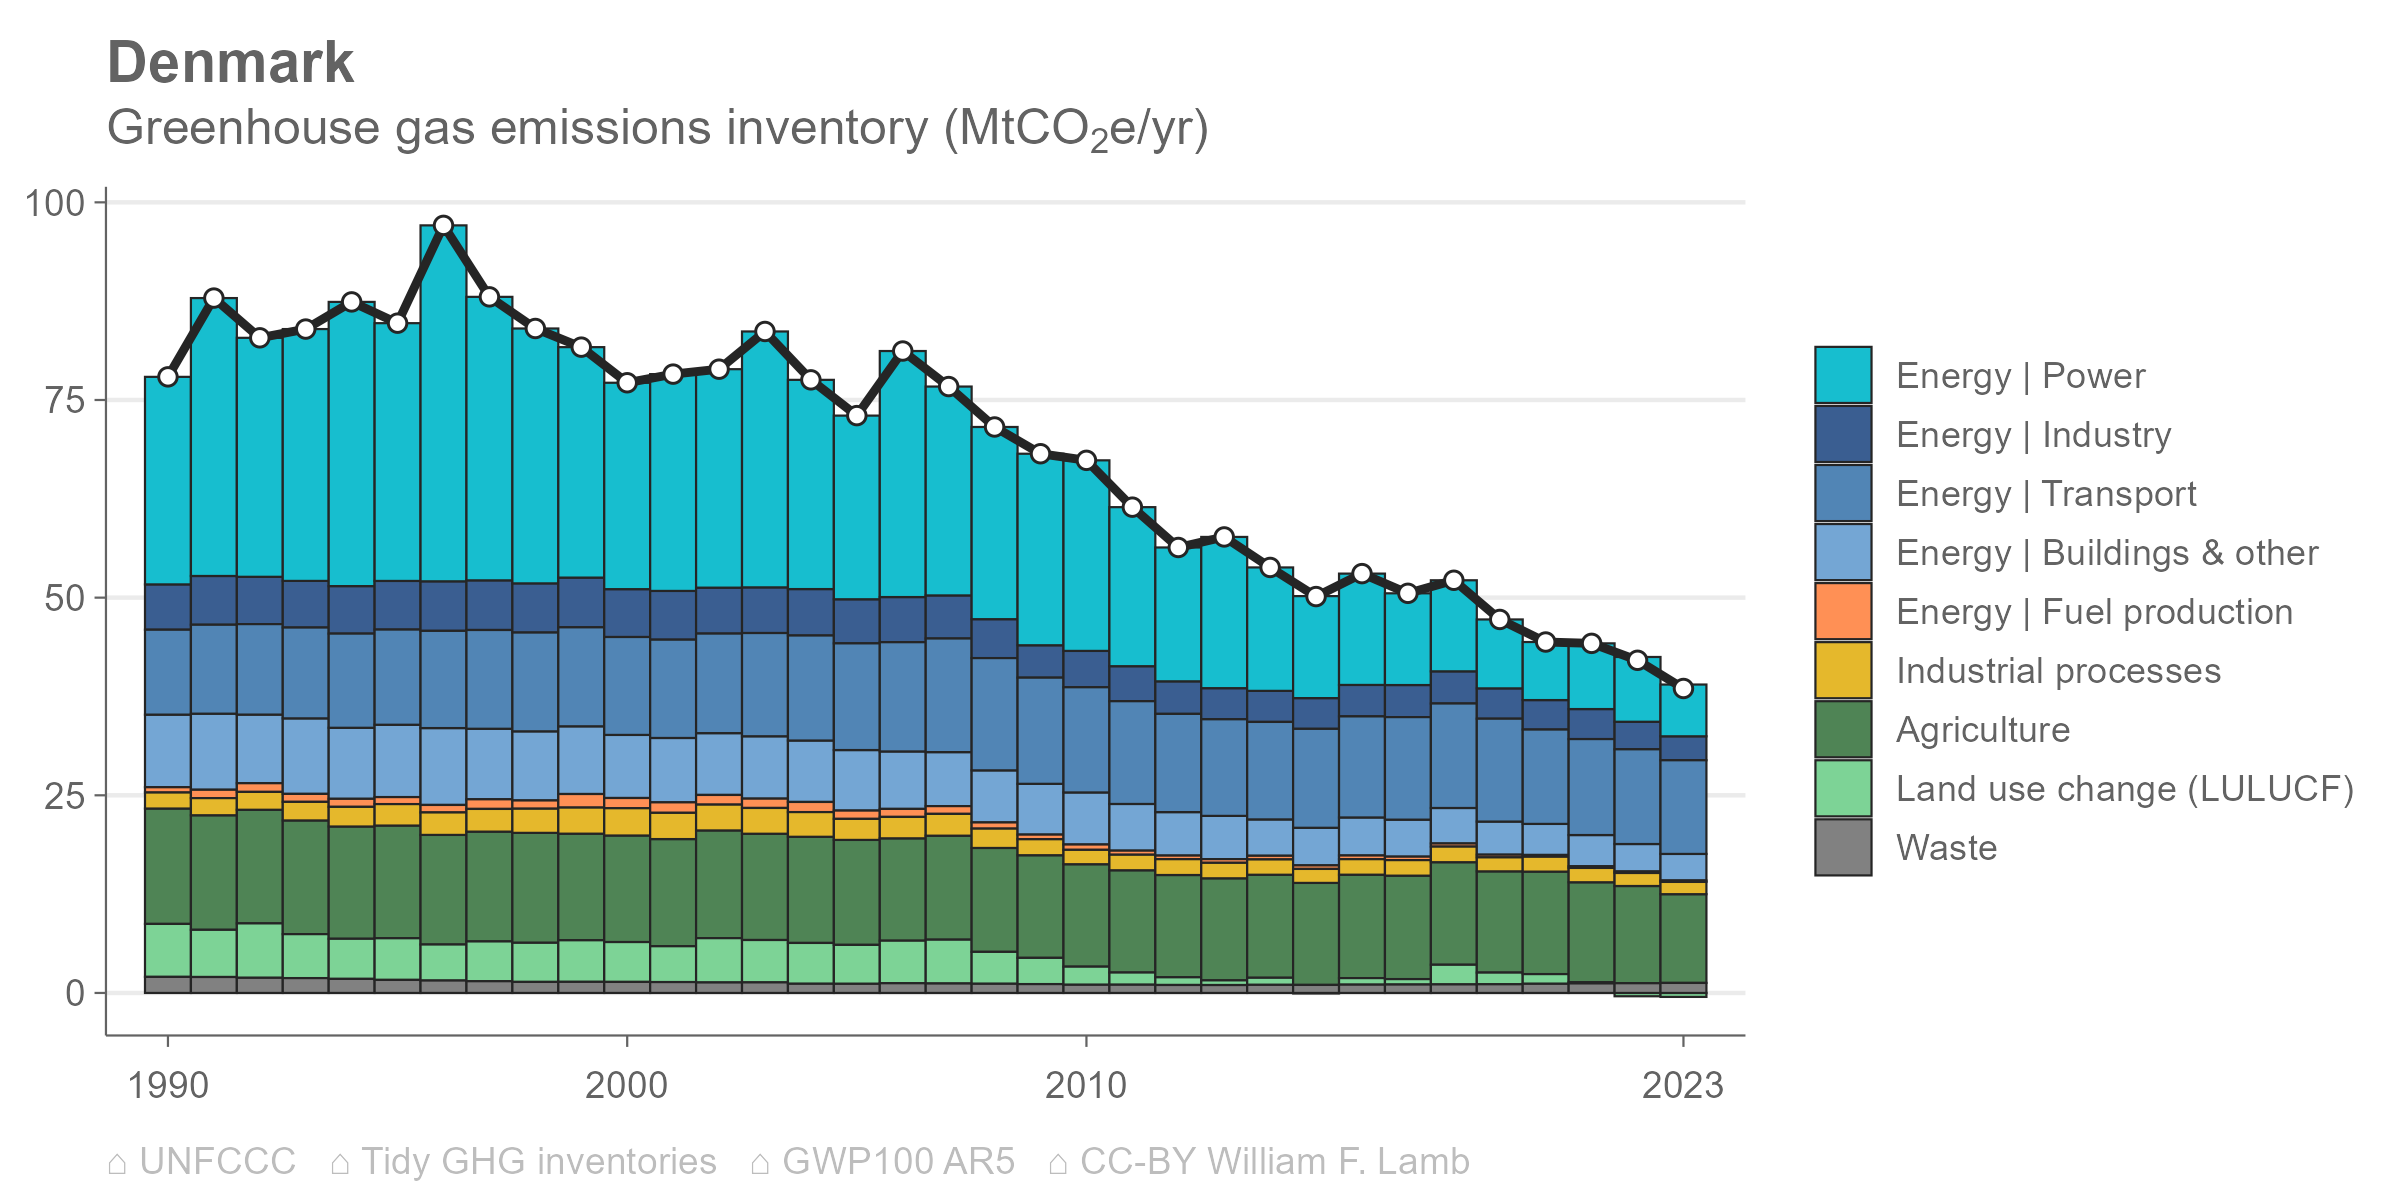 Denmark
Greenhouse gas emissions inventory (MtCO₂e/yr)
100
75
50
25
0
1990 2000 2010 2023
Energy | Power
Energy | Industry
Energy | Transport
Energy | Buildings & other
Energy | Fuel production
Industrial processes
Agriculture
Land use change (LULUCF)
Waste
⌂ UNFCCC ⌂ Tidy GHG inventories ⌂ GWP100 AR5 ⌂ CC-BY William F. Lamb